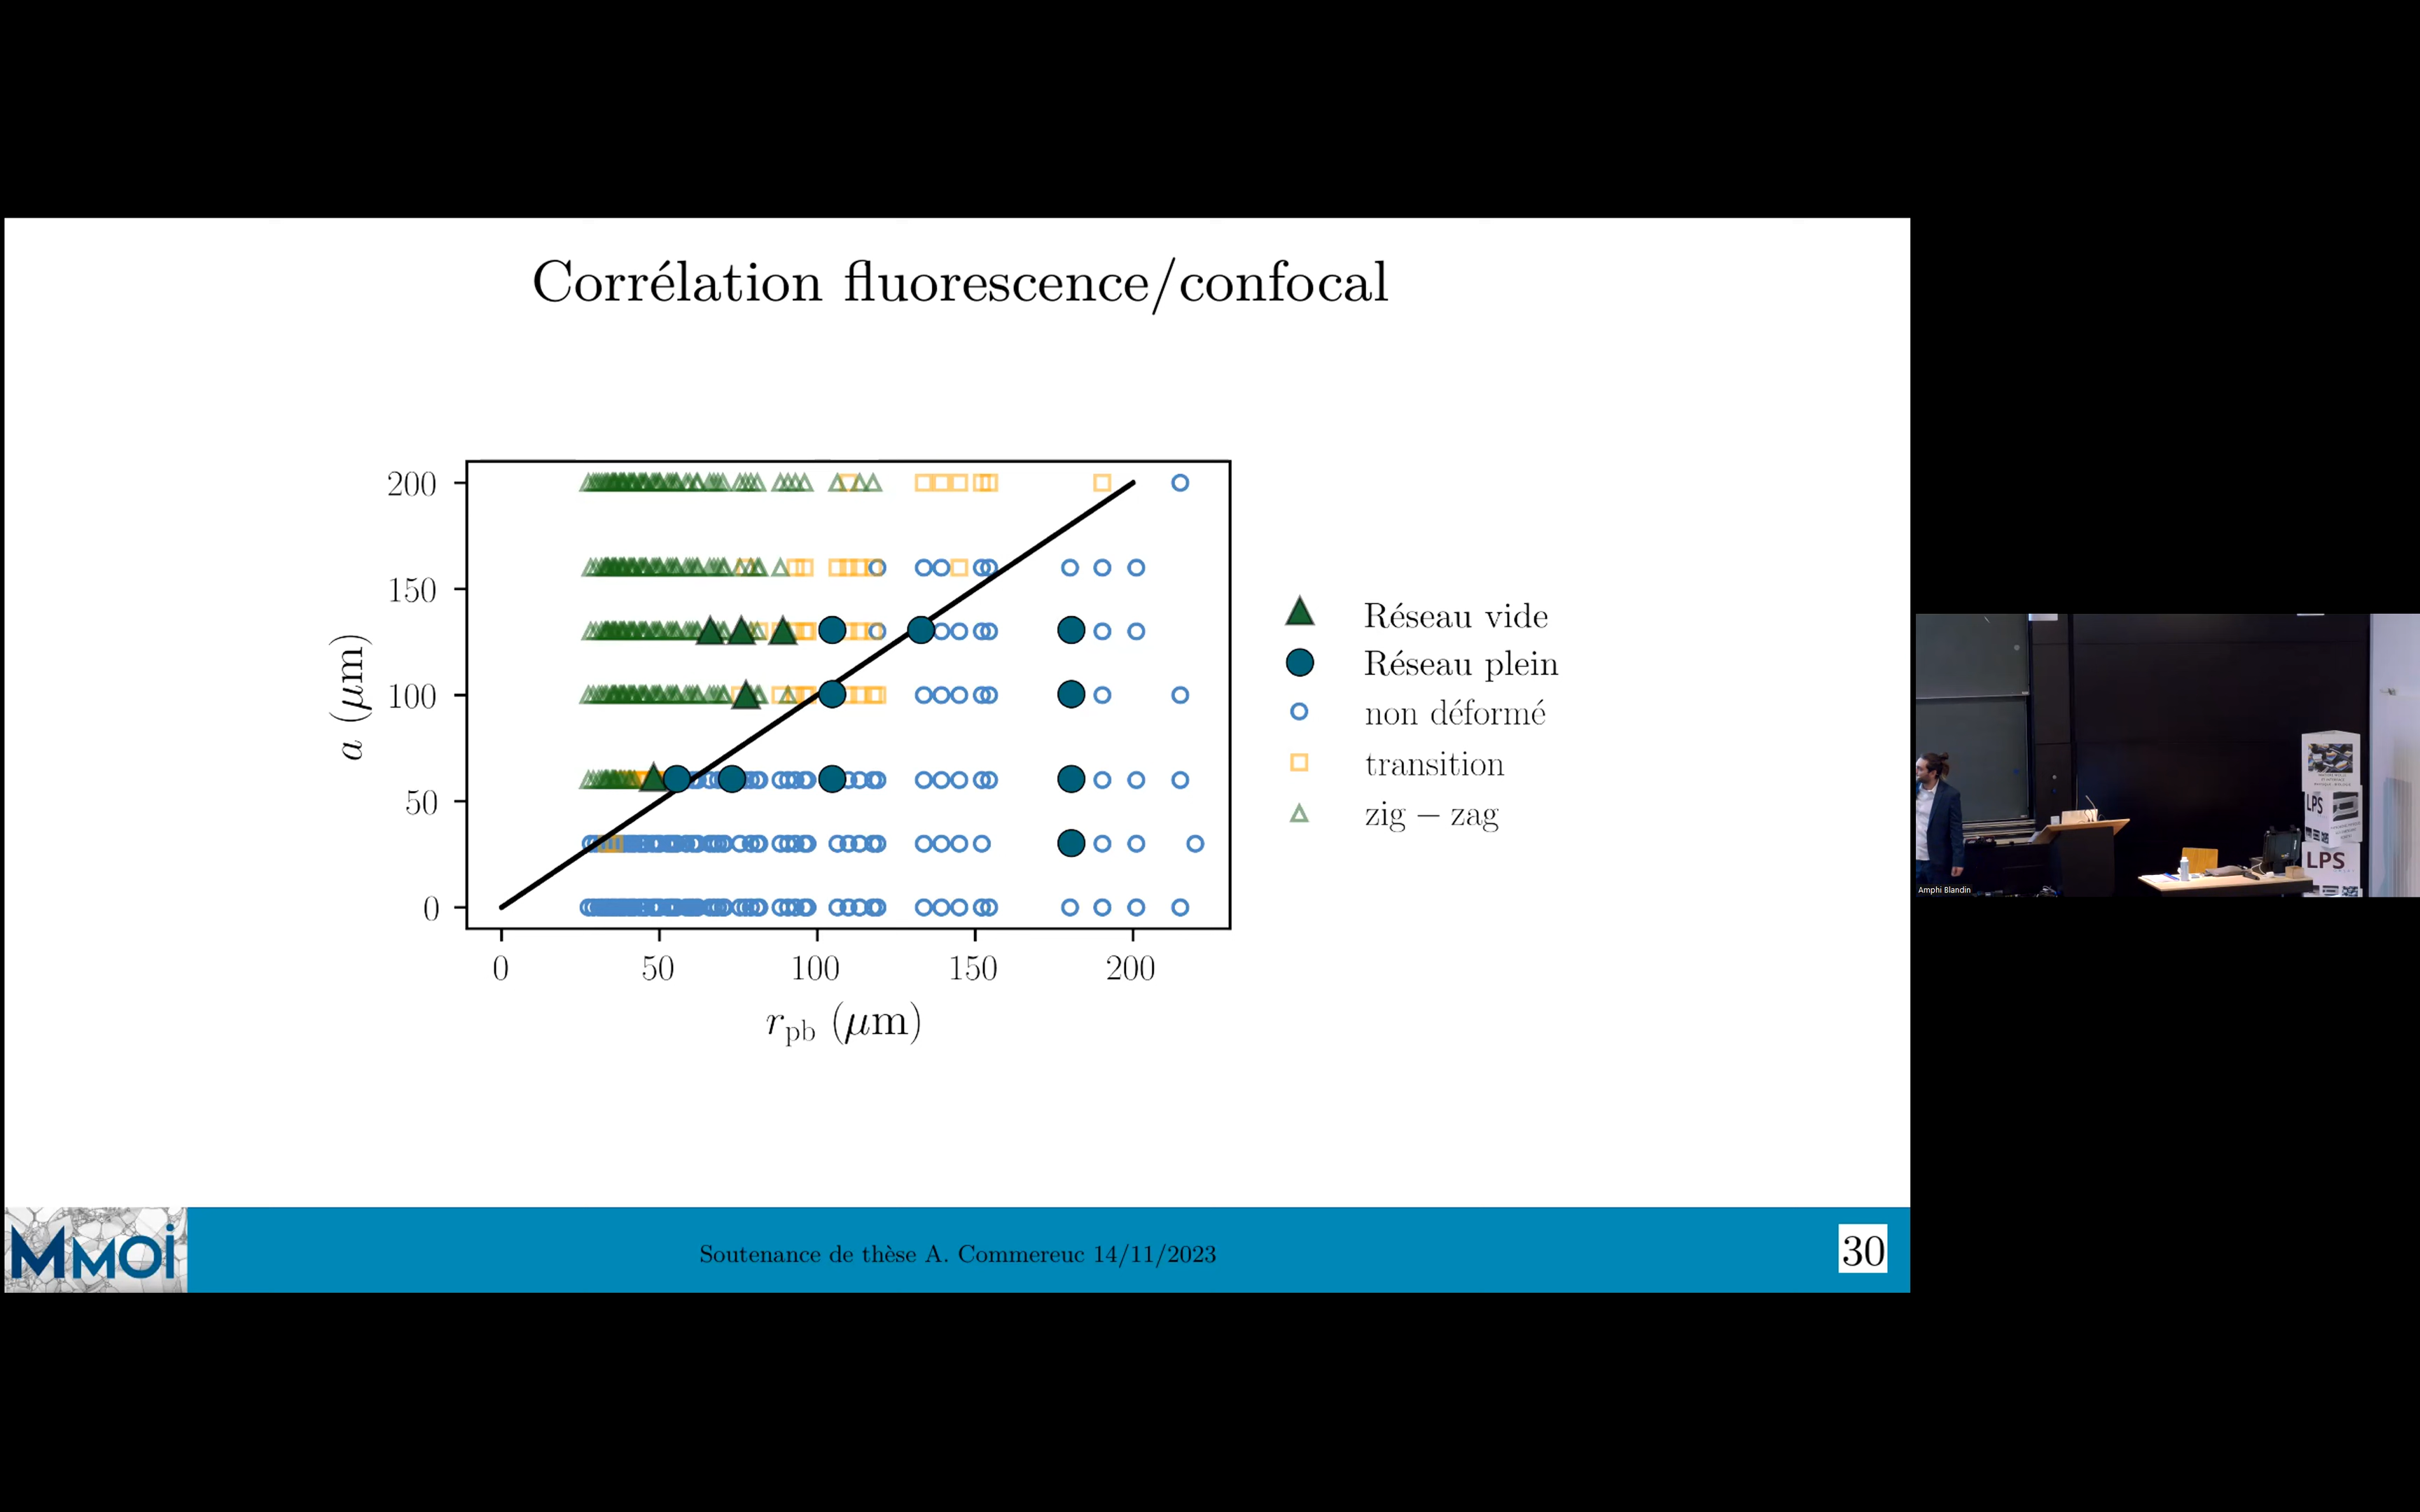 Corrélation fluorescence/confocal
200
150
100
50
0
a (μm)
0 50 100 150 200
r_pb (μm)
Réseau vide
Réseau plein
non déformé
transition
zig − zag
Amphi Blandin
LPS
LPS
MMOi
Soutenance de thèse A. Commereuc 14/11/2023
30